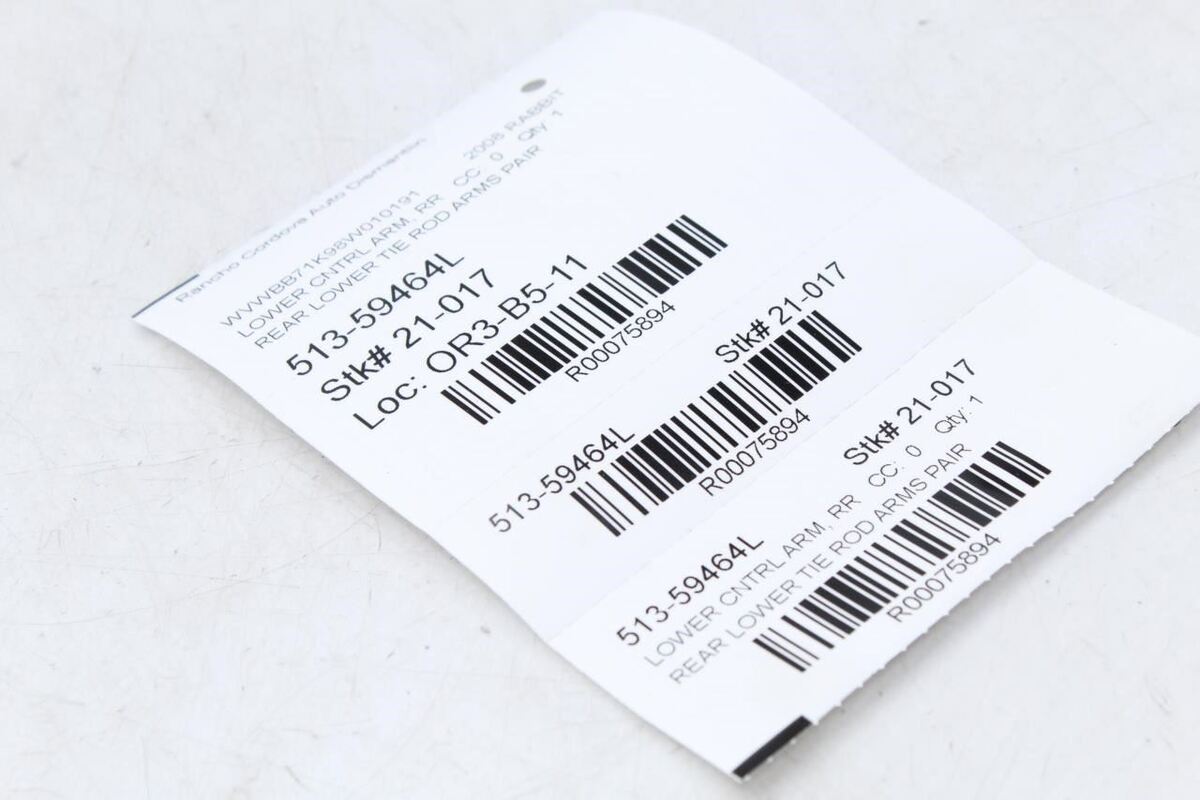 Rancho Cordova Auto Dismantlin
WVWBB71K98W010191 2008 RABBIT
LOWER CNTRL ARM, RR CC: 0 Qty: 1
REAR LOWER TIE ROD ARMS PAIR
513-59464L
Stk# 21-017
Loc: OR3-B5-11
R00075894
513-59464L Stk# 21-017
R00075894
513-59464L Stk# 21-017
LOWER CNTRL ARM, RR CC: 0 Qty: 1
REAR LOWER TIE ROD ARMS PAIR
R00075894